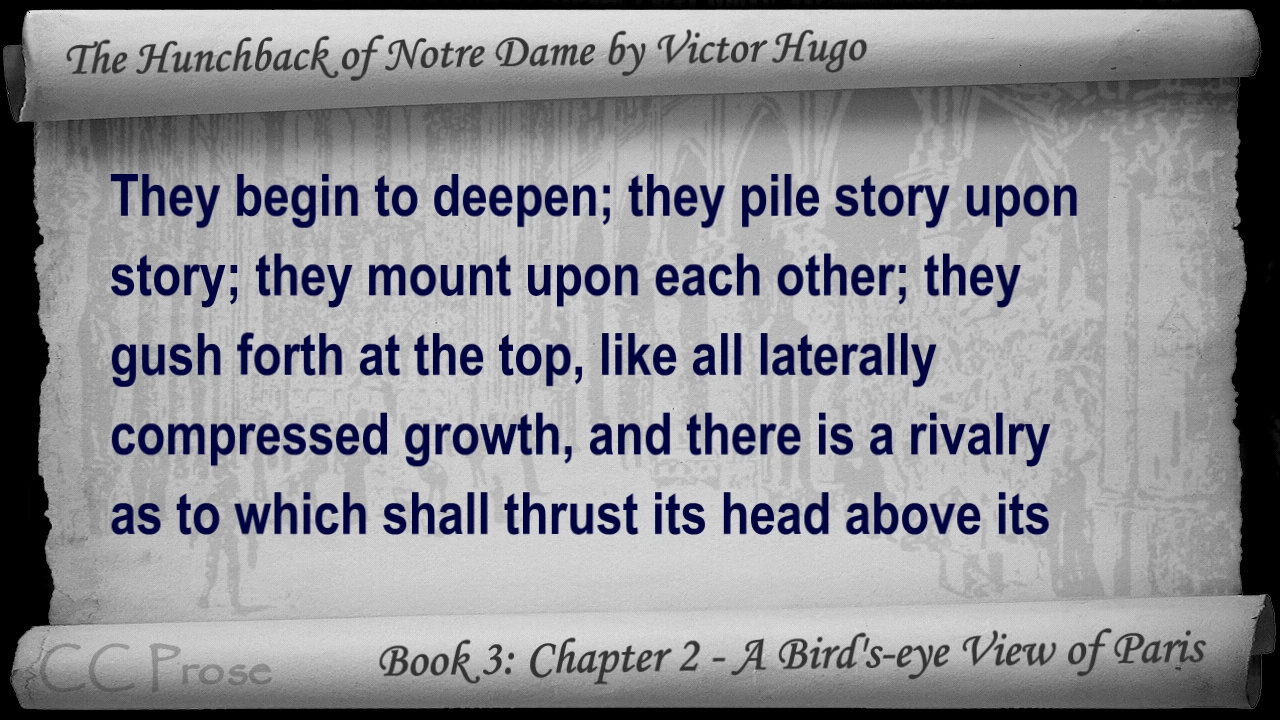 The Hunchback of Notre Dame by Victor Hugo
They begin to deepen; they pile story upon
story; they mount upon each other; they
gush forth at the top, like all laterally
compressed growth, and there is a rivalry
as to which shall thrust its head above its
CC Prose
Book 3: Chapter 2 - A Bird's-eye View of Paris